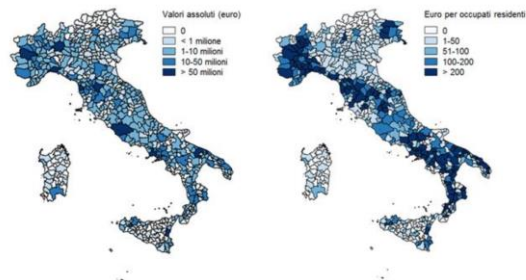 Valori assoluti (euro)
0
< 1 milione
1-10 milioni
10-50 milioni
> 50 milioni
Euro per occupati residenti
0
1-50
51-100
100-200
> 200